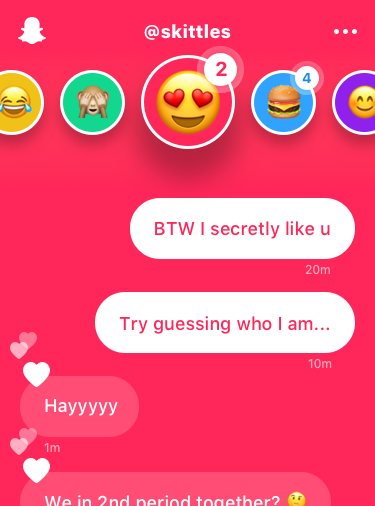 @skittles
2
4
BTW I secretly like u
20m
Try guessing who I am...
10m
Hayyyyy
1m
We in 2nd period together? 🤔